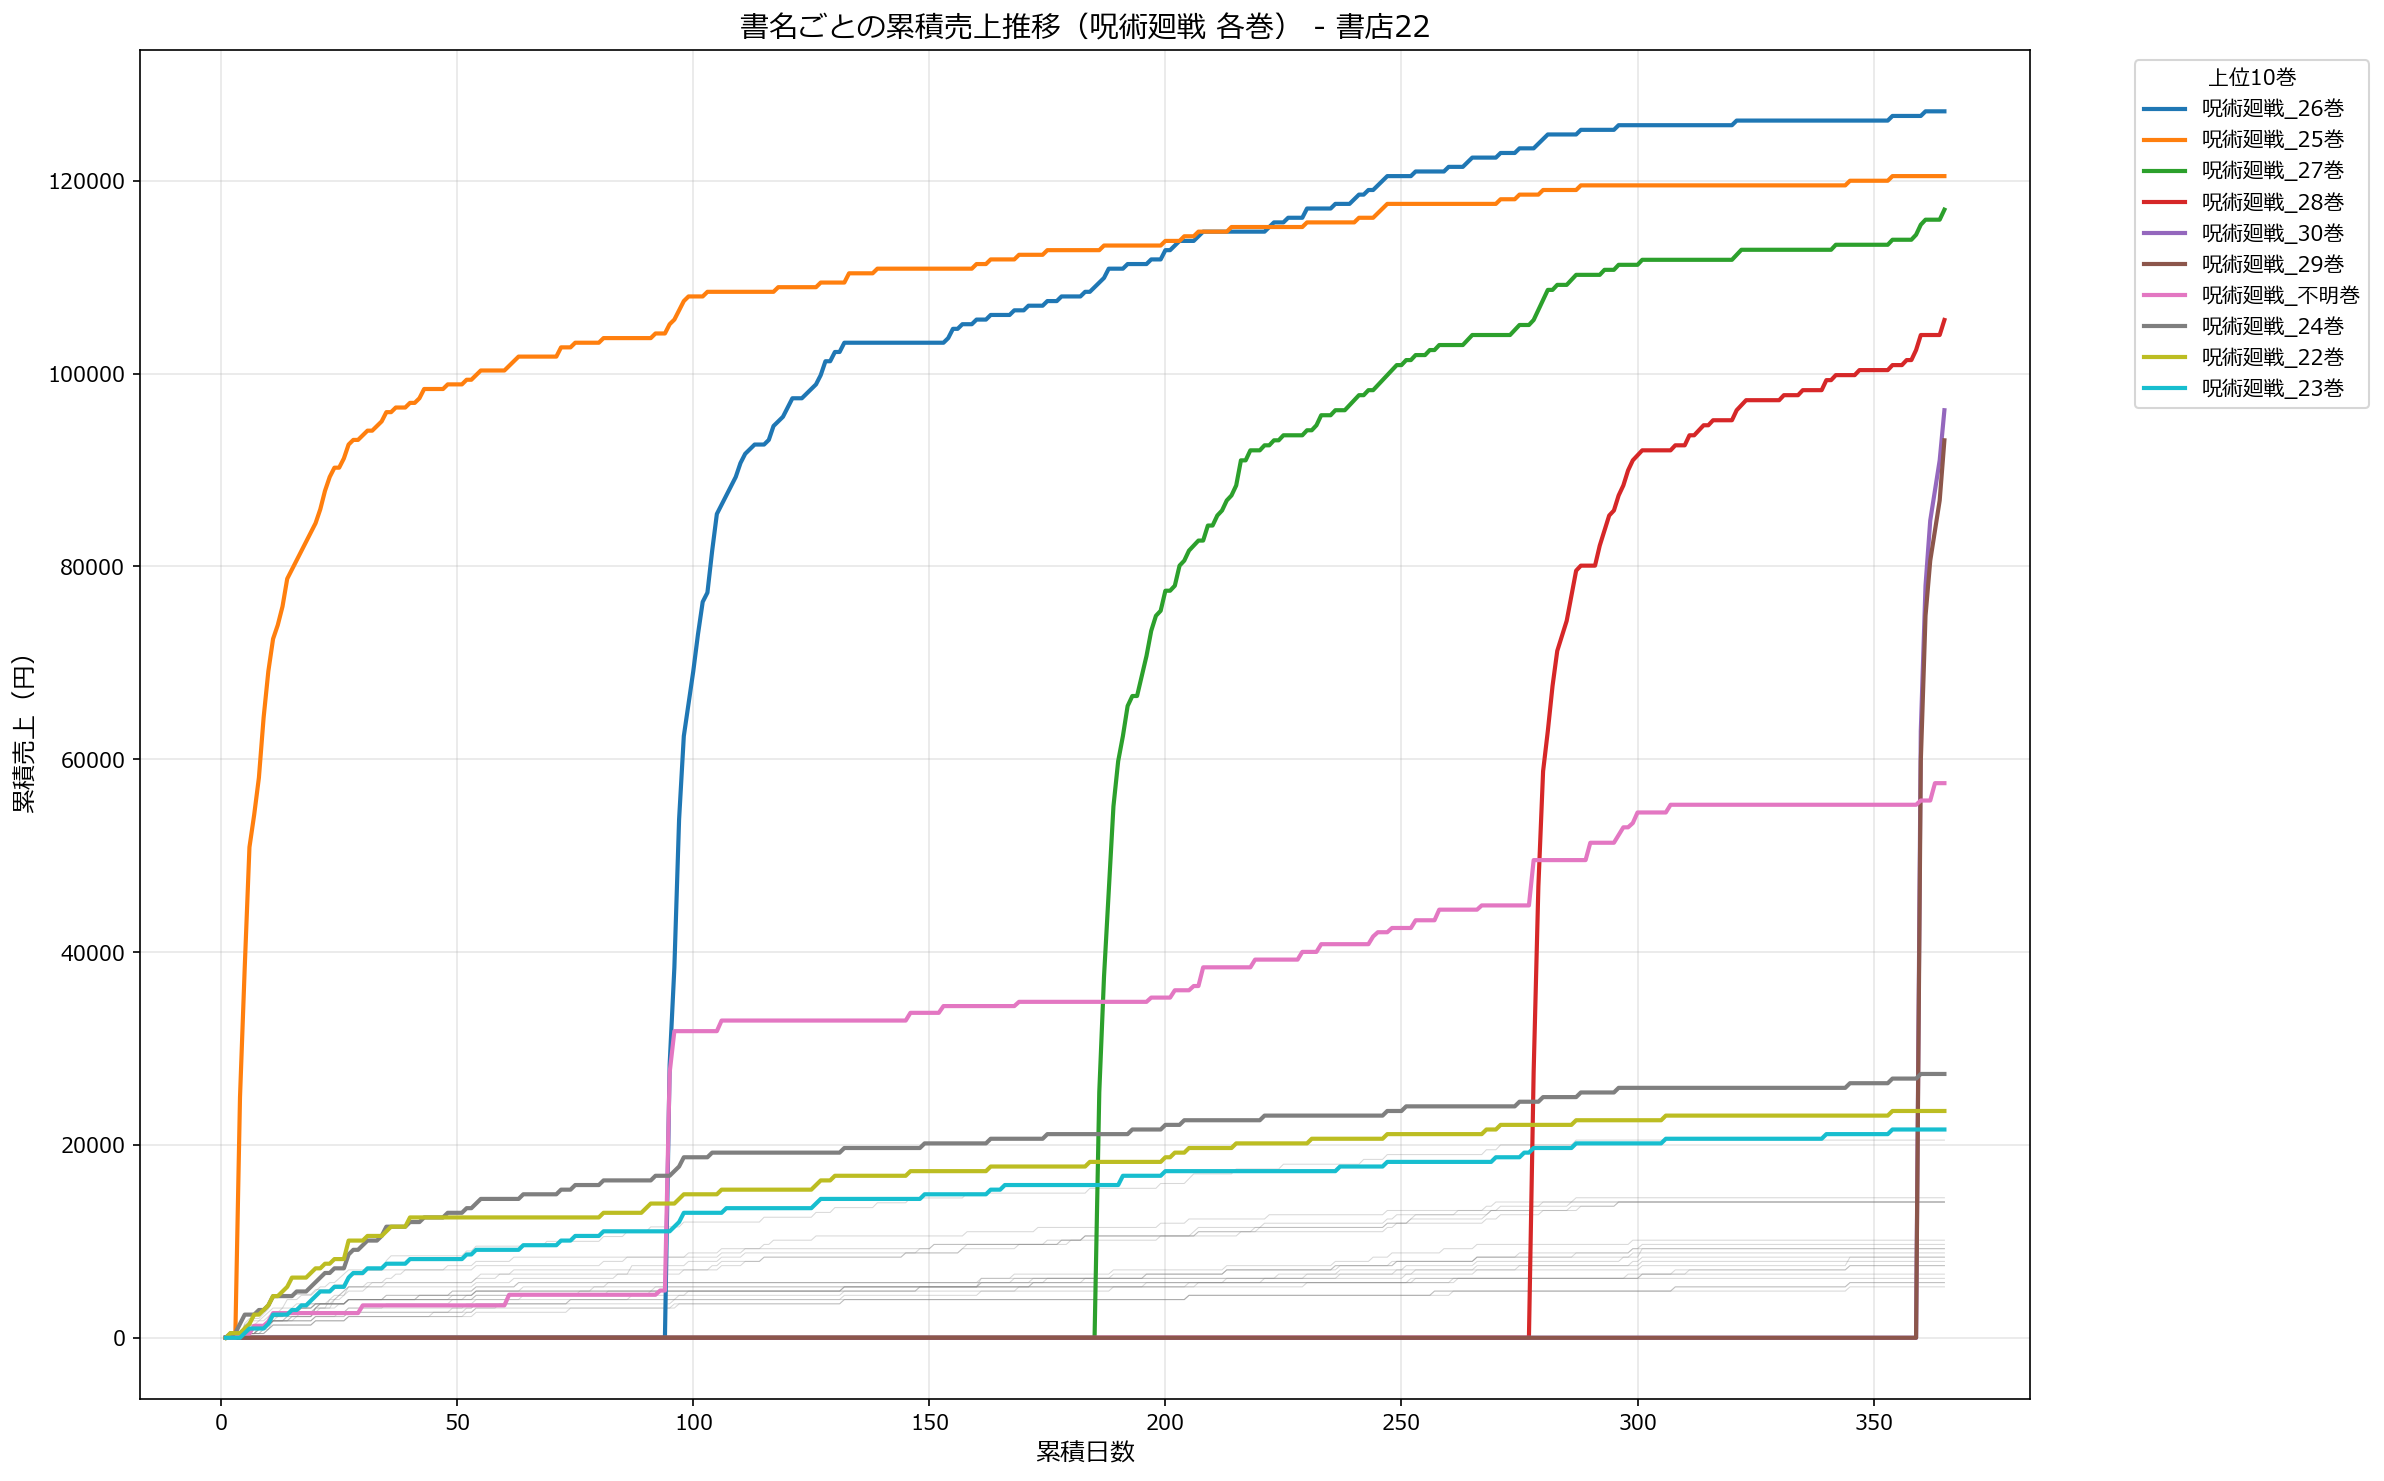 書名ごとの累積売上推移（呪術廻戦 各巻） - 書店22
累積売上（円）
120000
100000
80000
60000
40000
20000
0
0 50 100 150 200 250 300 350
累積日数
上位10巻
呪術廻戦_26巻
呪術廻戦_25巻
呪術廻戦_27巻
呪術廻戦_28巻
呪術廻戦_30巻
呪術廻戦_29巻
呪術廻戦_不明巻
呪術廻戦_24巻
呪術廻戦_22巻
呪術廻戦_23巻